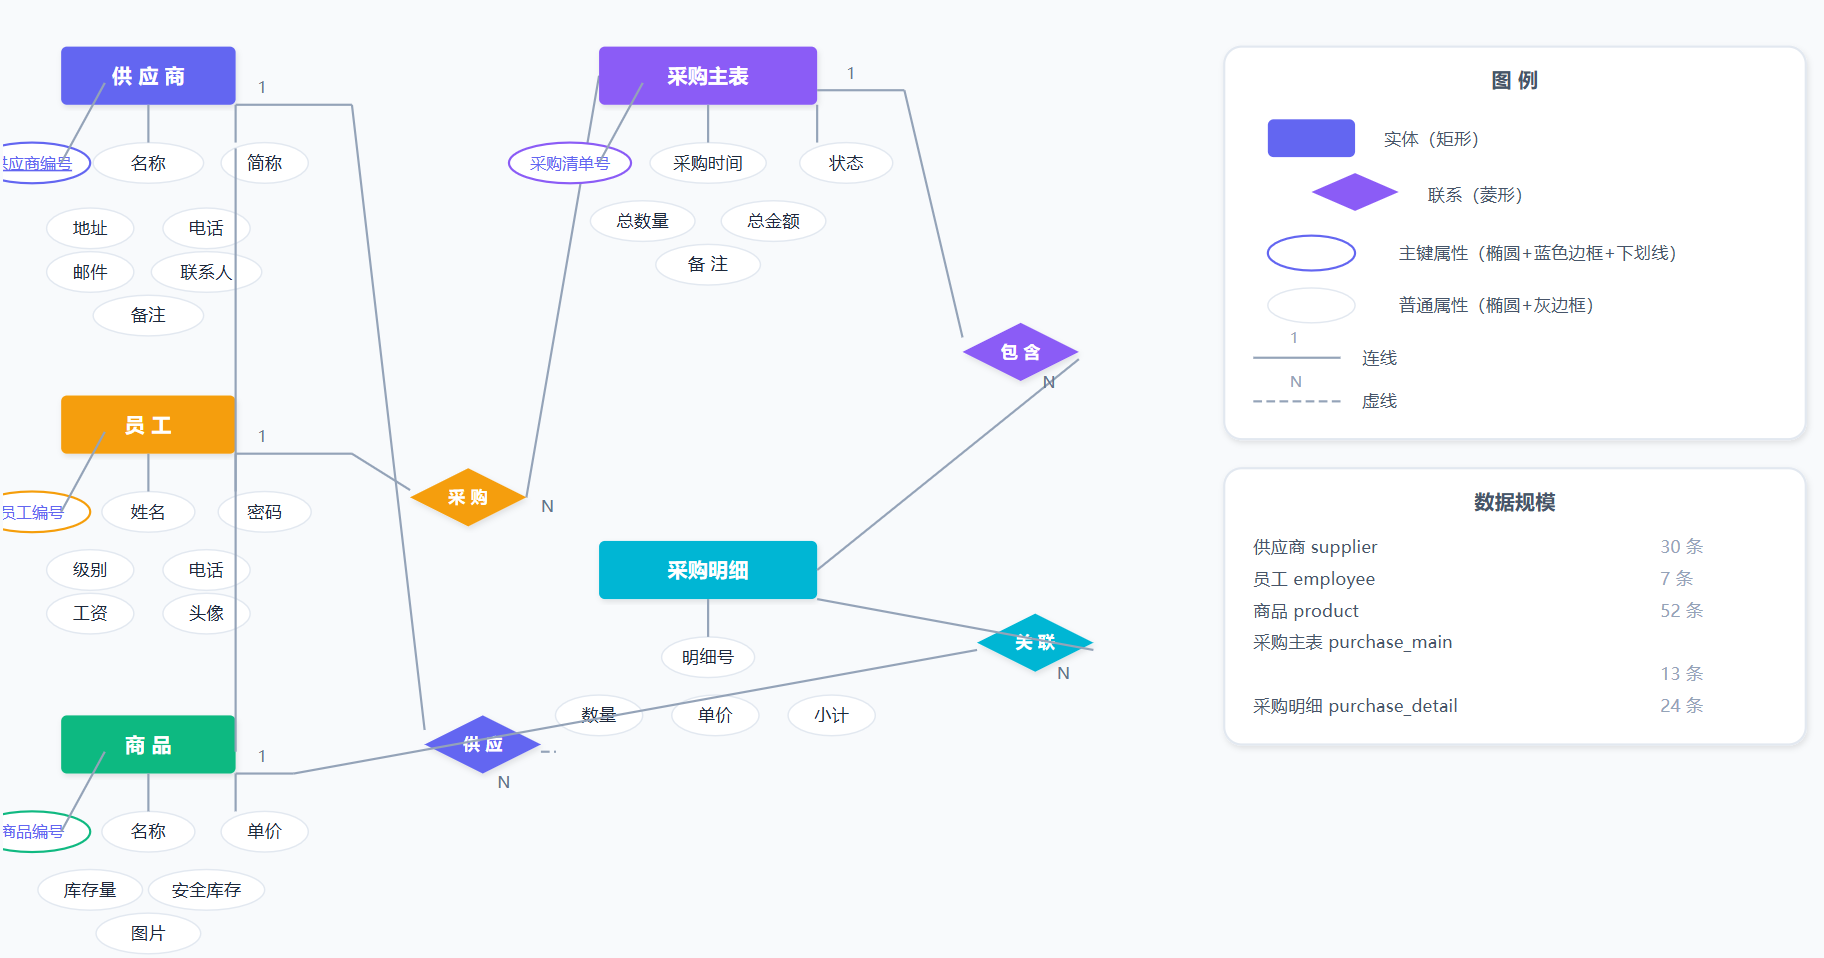 供 应 商
1
供应商编号
名称
简称
地址
电话
邮件
联系人
备注
员 工
1
员工编号
姓名
密码
级别
电话
工资
头像
商 品
1
商品编号
名称
单价
库存量
安全库存
图片
采购主表
1
采购清单号
采购时间
状态
总数量
总金额
备 注
包 含
N
采 购
N
采购明细
明细号
数量
单价
小计
关 联
N
供 应
N
图 例
实体（矩形）
联系（菱形）
主键属性（椭圆+蓝色边框+下划线）
普通属性（椭圆+灰边框）
1
连线
N
虚线
数据规模
供应商 supplier 30 条
员工 employee 7 条
商品 product 52 条
采购主表 purchase_main
13 条
采购明细 purchase_detail 24 条